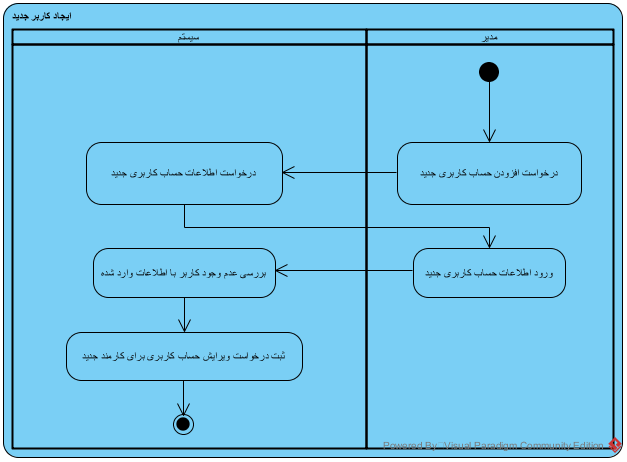 ایجاد کاربر جدید
مدیر
سیستم
درخواست افزودن حساب کاربری جدید
درخواست اطلاعات حساب کاربری جدید
ورود اطلاعات حساب کاربری جدید
بررسی عدم وجود کاربر با اطلاعات وارد شده
ثبت درخواست ویرایش حساب کاربری برای کارمند جدید
Powered By Visual Paradigm Community Edition